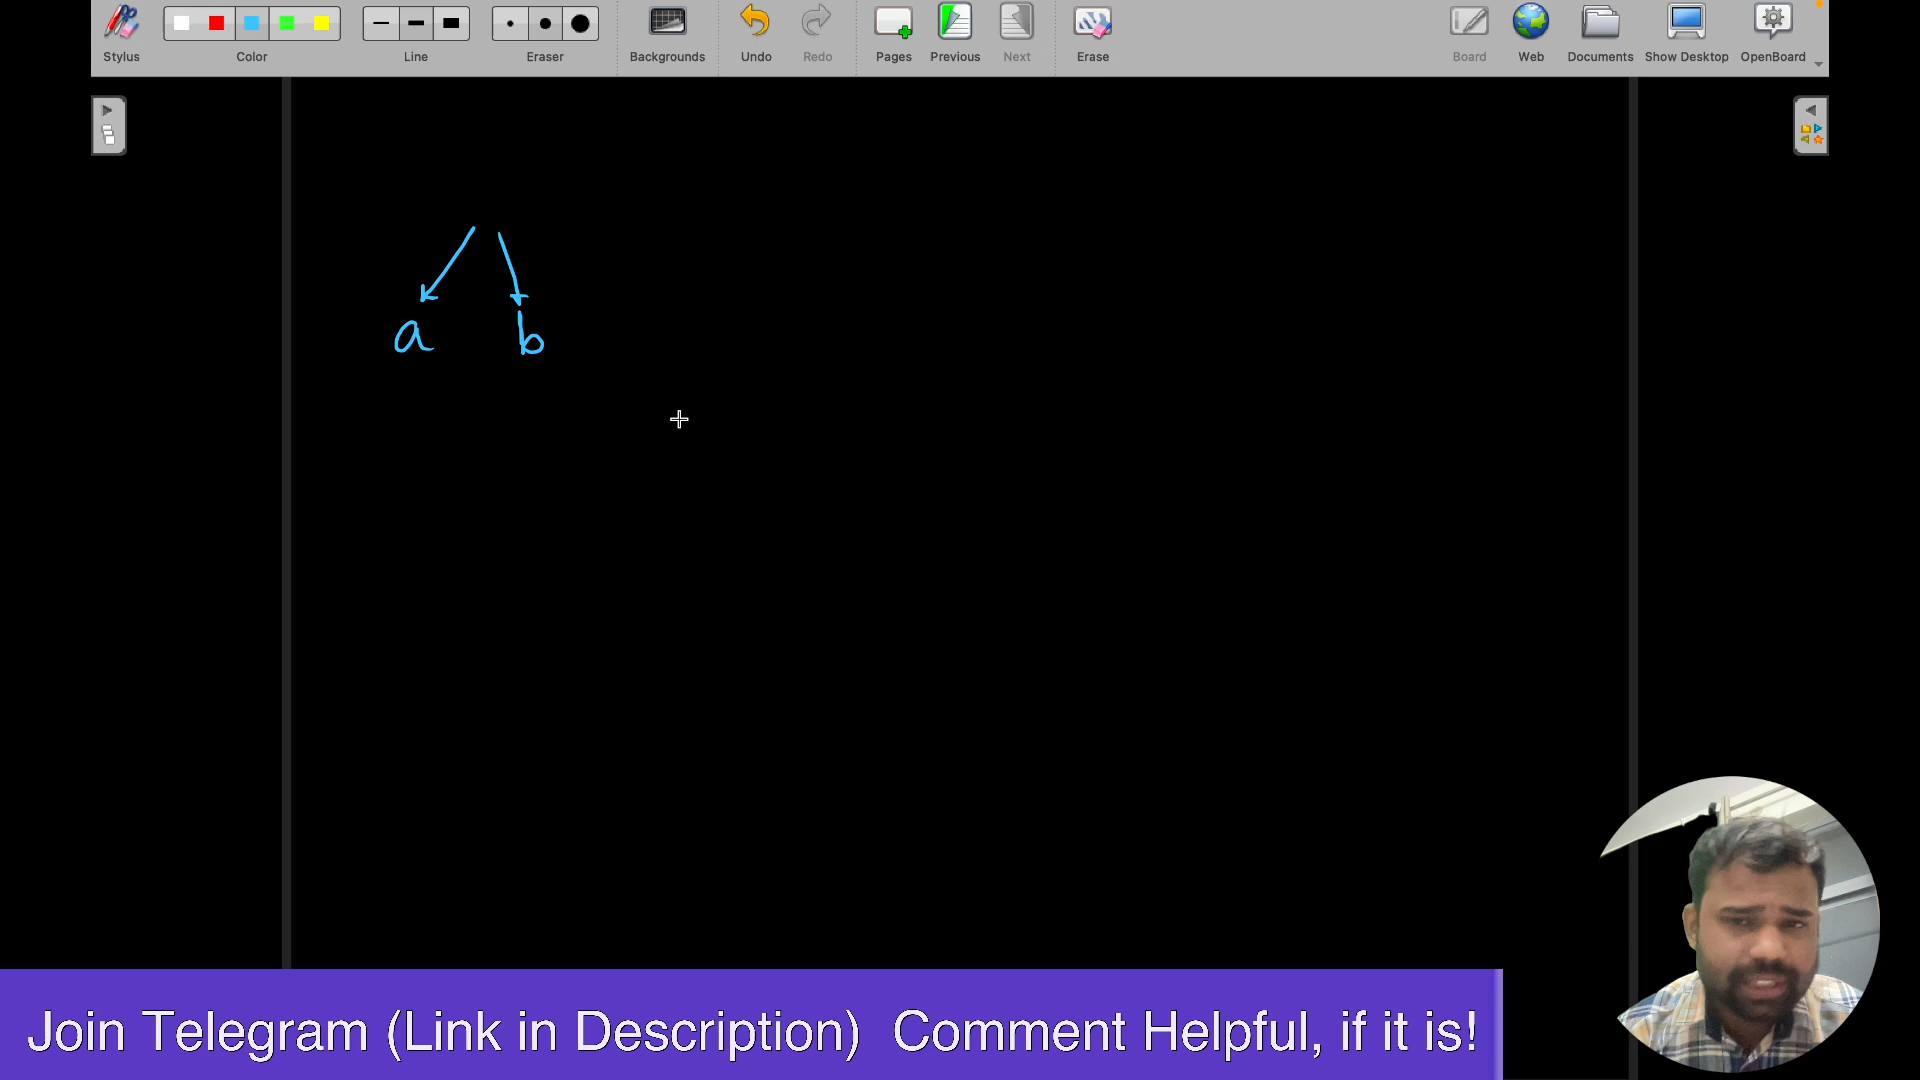 Stylus Color Line Eraser Backgrounds Undo Redo Pages Previous Next Erase Board Web Documents Show Desktop OpenBoard
a b
Join Telegram (Link in Description) Comment Helpful, if it is!